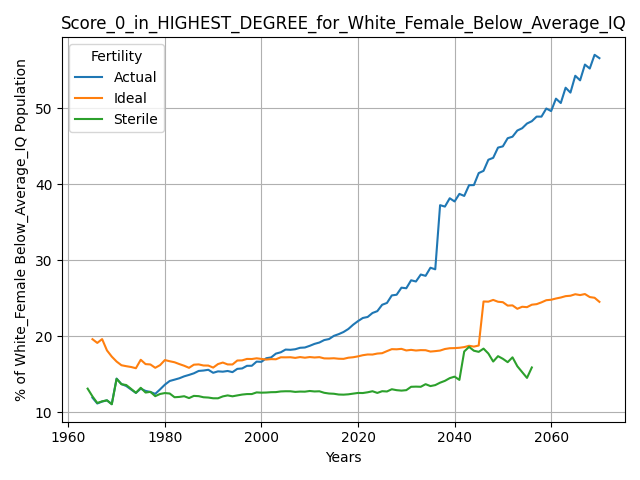 Score_0_in_HIGHEST_DEGREE_for_White_Female_Below_Average_IQ
Fertility
Actual
Ideal
Sterile
% of White_Female Below_Average_IQ Population
50
40
30
20
10
1960 1980 2000 2020 2040 2060
Years